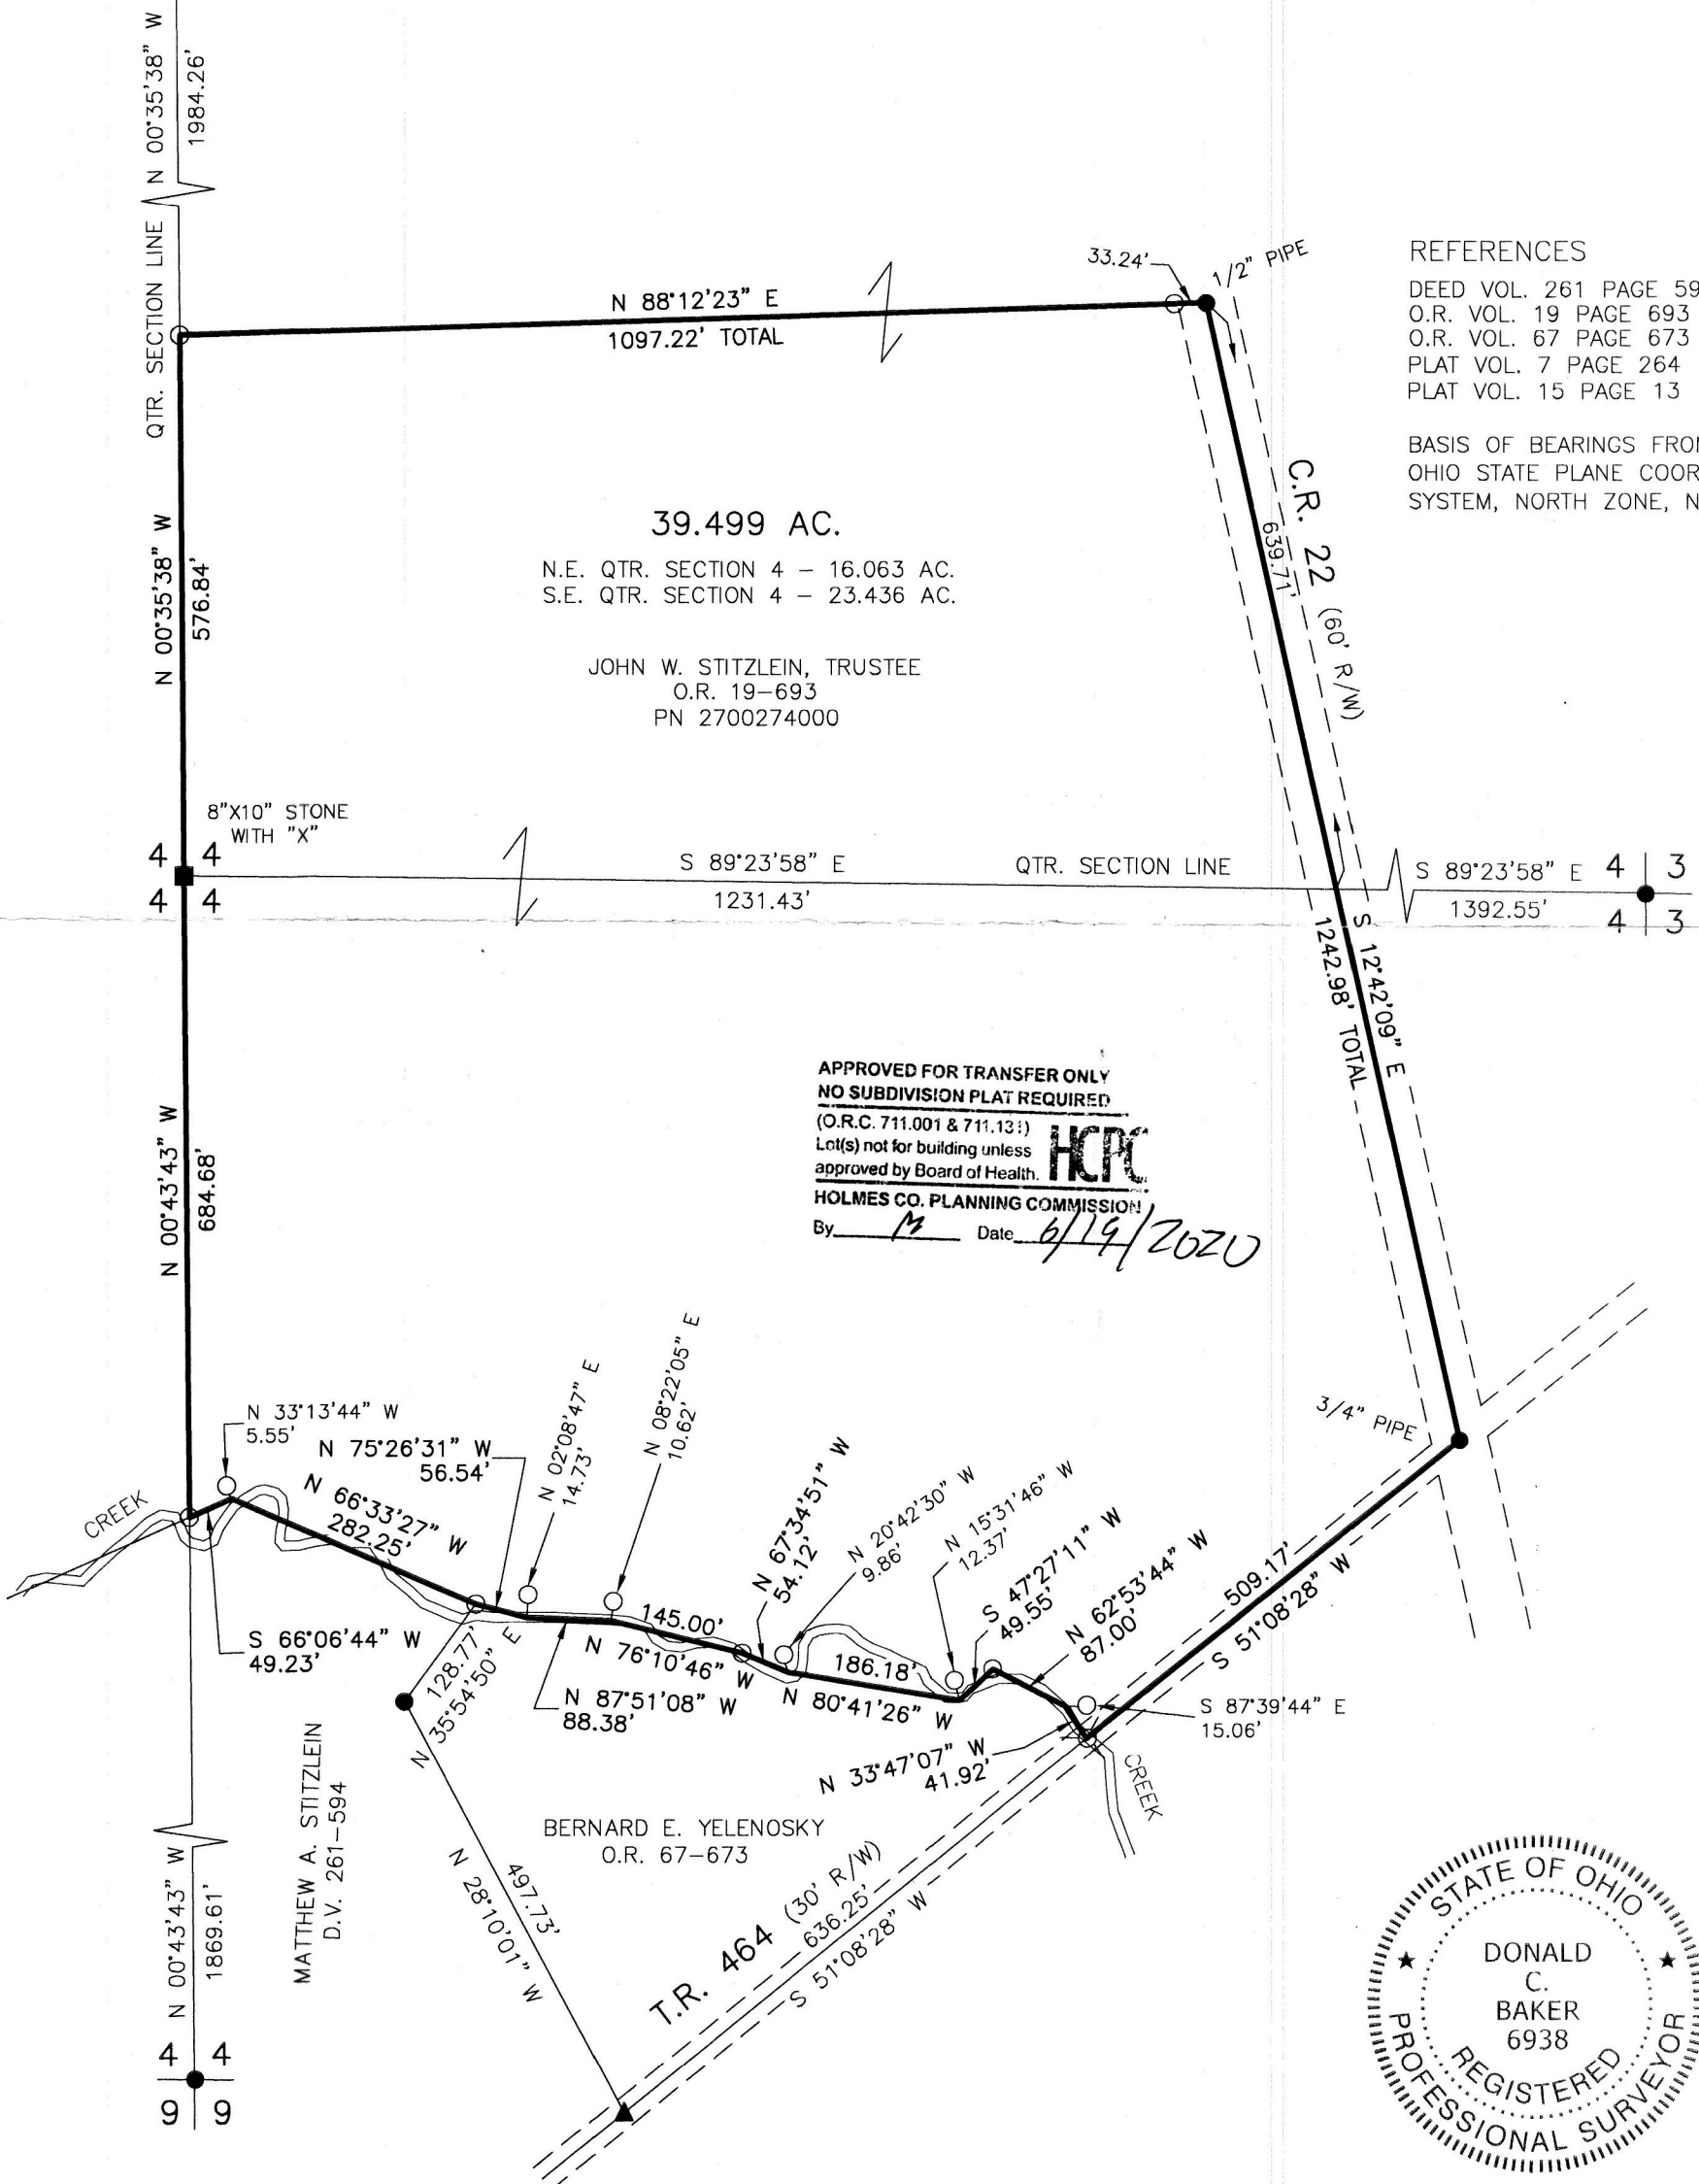 N 00°35'38" W
1984.26'
QTR. SECTION LINE
33.24'
1/2" PIPE
N 88°12'23" E
1097.22' TOTAL
REFERENCES
DEED VOL. 261 PAGE 59
O.R. VOL. 19 PAGE 693
O.R. VOL. 67 PAGE 673
PLAT VOL. 7 PAGE 264
PLAT VOL. 15 PAGE 13
BASIS OF BEARINGS FRO
OHIO STATE PLANE COOR
SYSTEM, NORTH ZONE, N
N 00°35'38" W
576.84'
39.499 AC.
N.E. QTR. SECTION 4 – 16.063 AC.
S.E. QTR. SECTION 4 – 23.436 AC.
JOHN W. STITZLEIN, TRUSTEE
O.R. 19–693
PN 2700274000
C.R. 22 (60' R/W)
639.71'
8"X10" STONE
WITH "X"
4 4
4 4
S 89°23'58" E
1231.43'
QTR. SECTION LINE
S 89°23'58" E
1392.55'
4 3
4 3
S 12°42'09" E
1242.98' TOTAL
N 00°43'43" W
684.68'
APPROVED FOR TRANSFER ONLY
NO SUBDIVISION PLAT REQUIRED
(O.R.C. 711.001 & 711.131)
Lot(s) not for building unless
approved by Board of Health.
HCPC
HOLMES CO. PLANNING COMMISSION
By Date 6/19/2020
3/4" PIPE
N 33°13'44" W
5.55'
N 75°26'31" W
56.54'
N 02°08'47" E
14.73'
N 08°22'05" E
10.62'
CREEK
N 66°33'27" W
282.25'
N 67°34'51" W
54.12'
N 20°42'30" W
9.86'
N 15°31'46" W
12.37'
S 47°27'11" W
49.55'
N 62°53'44" W
87.00'
509.17'
S 51°08'28" W
S 66°06'44" W
49.23'
128.77'
N 35°54'50" E
145.00'
N 76°10'46" W
N 87°51'08" W
88.38'
186.18'
N 80°41'26" W
S 87°39'44" E
15.06'
N 33°47'07" W
41.92'
CREEK
MATTHEW A. STITZLEIN
D.V. 261–594
BERNARD E. YELENOSKY
O.R. 67–673
497.73'
N 28°10'01" W
T.R. 464 (30' R/W)
636.25'
S 51°08'28" W
N 00°43'43" W
1869.61'
4 4
9 9
STATE OF OHIO
DONALD
C.
BAKER
6938
REGISTERED
PROFESSIONAL SURVEYOR